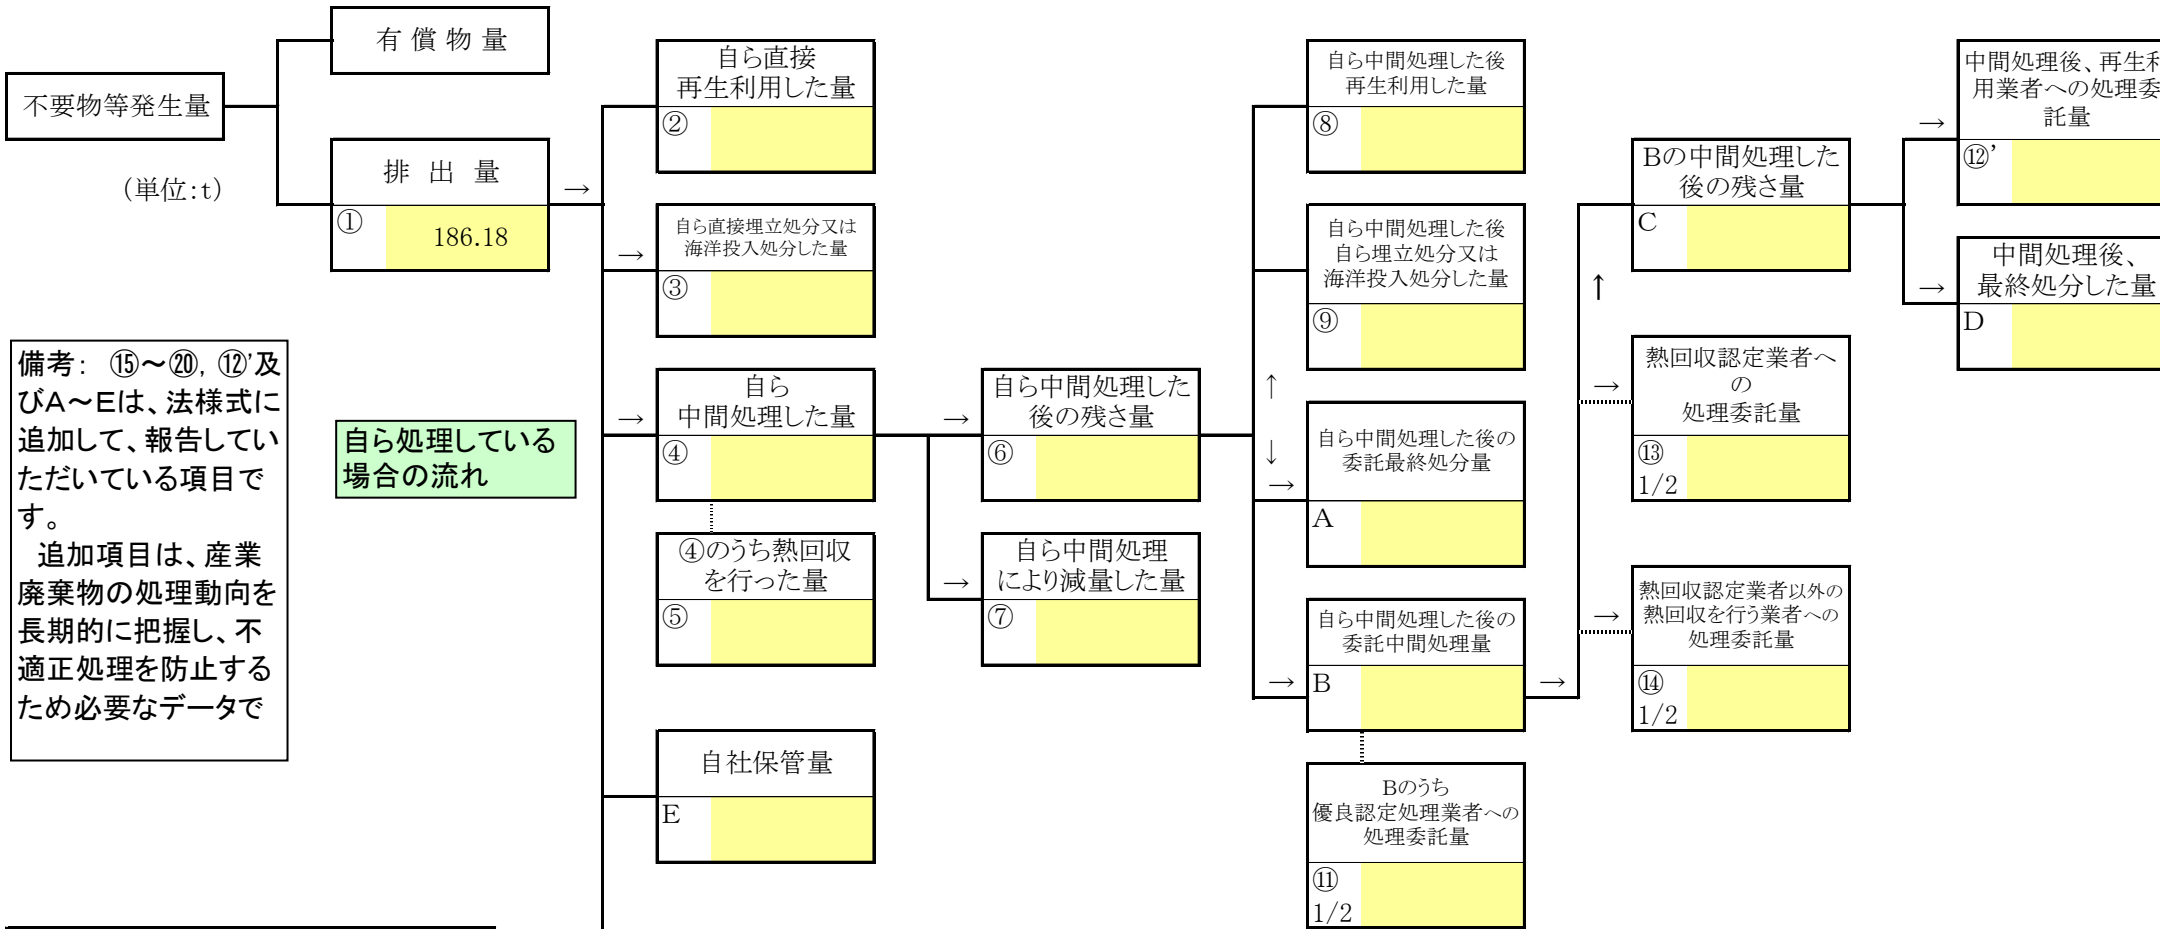 有 償 物 量
不要物等発生量
(単位:t)
排 出 量
①
186.18
→
自ら直接
再生利用した量
②
→
自ら直接埋立処分又は
海洋投入処分した量
③
→
自ら
中間処理した量
④
④のうち熱回収
を行った量
⑤
自社保管量
E
備考: ⑮～⑳, ⑫'及
びA～Eは、法様式に
追加して、報告してい
ただいている項目で
す。
追加項目は、産業
廃棄物の処理動向を
長期的に把握し、不
適正処理を防止する
ため必要なデータで
自ら処理している
場合の流れ
→
自ら中間処理した
後の残さ量
⑥
→
自ら中間処理
により減量した量
⑦
自ら中間処理した後
再生利用した量
⑧
自ら中間処理した後
自ら埋立処分又は
海洋投入処分した量
⑨
↑
↓
→
自ら中間処理した後の
委託最終処分量
A
→
自ら中間処理した後の
委託中間処理量
B
Bのうち
優良認定処理業者への
処理委託量
⑪
1/2
→
↑
Bの中間処理した
後の残さ量
C
→
熱回収認定業者へ
の
処理委託量
⑬
1/2
→
熱回収認定業者以外の
熱回収を行う業者への
処理委託量
⑭
1/2
→
中間処理後、再生利
用業者への処理委
託量
⑫'
→
中間処理後、
最終処分した量
D